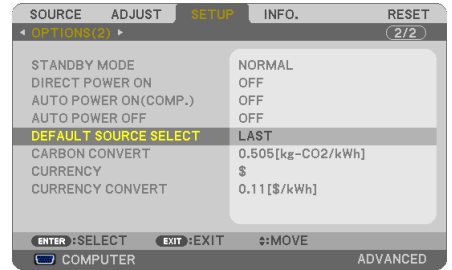 SOURCE ADJUST SETUP INFO. RESET
◀ OPTIONS(2) ▶ 2/2
STANDBY MODE NORMAL
DIRECT POWER ON OFF
AUTO POWER ON(COMP.) OFF
AUTO POWER OFF OFF
DEFAULT SOURCE SELECT LAST
CARBON CONVERT 0.505[kg-CO2/kWh]
CURRENCY $
CURRENCY CONVERT 0.11[$/kWh]
ENTER :SELECT EXIT :EXIT ⬍:MOVE
COMPUTER ADVANCED